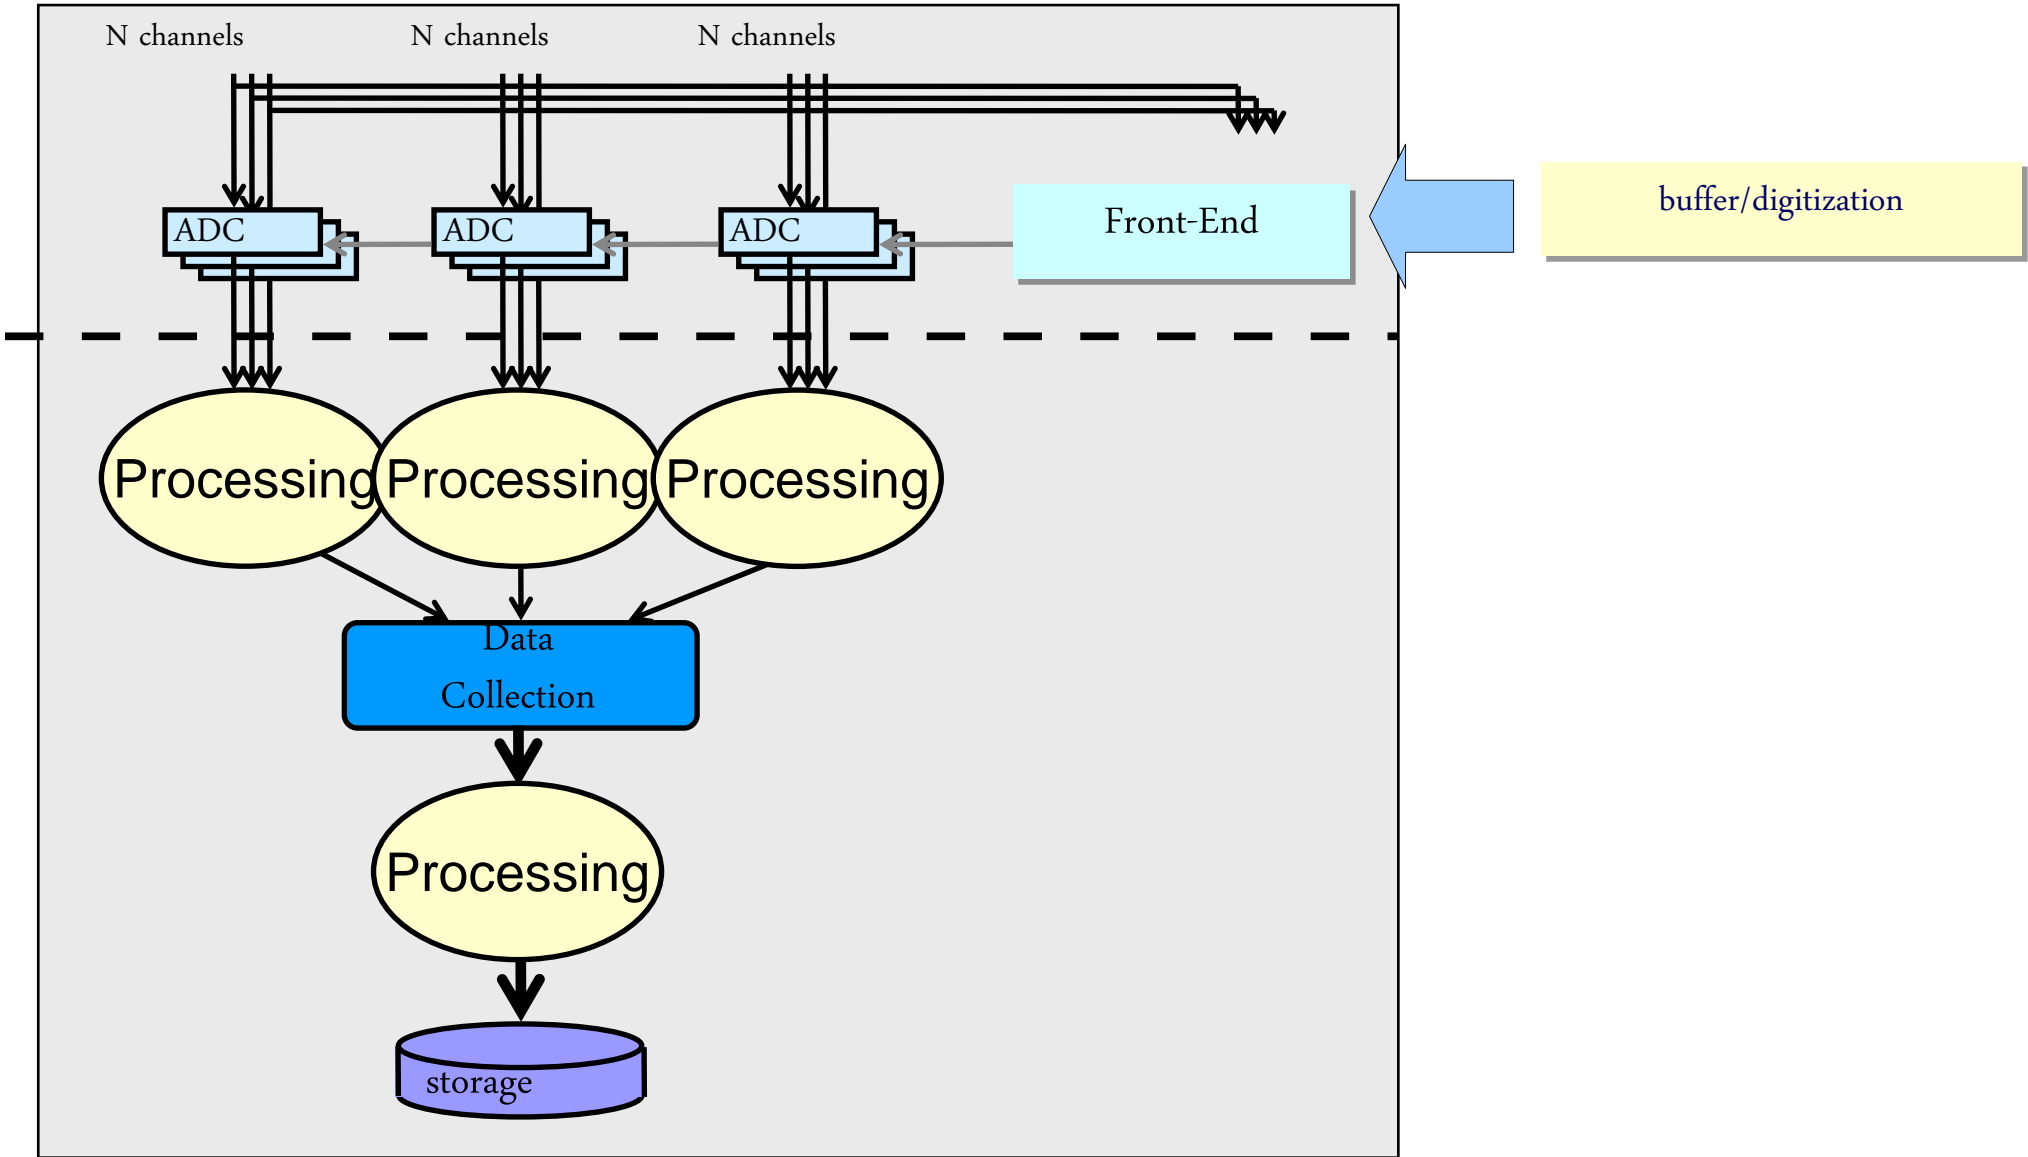 N channels
N channels
N channels
ADC
ADC
ADC
Front-End
buffer/digitization
Processing
Processing
Processing
Data
Collection
Processing
storage